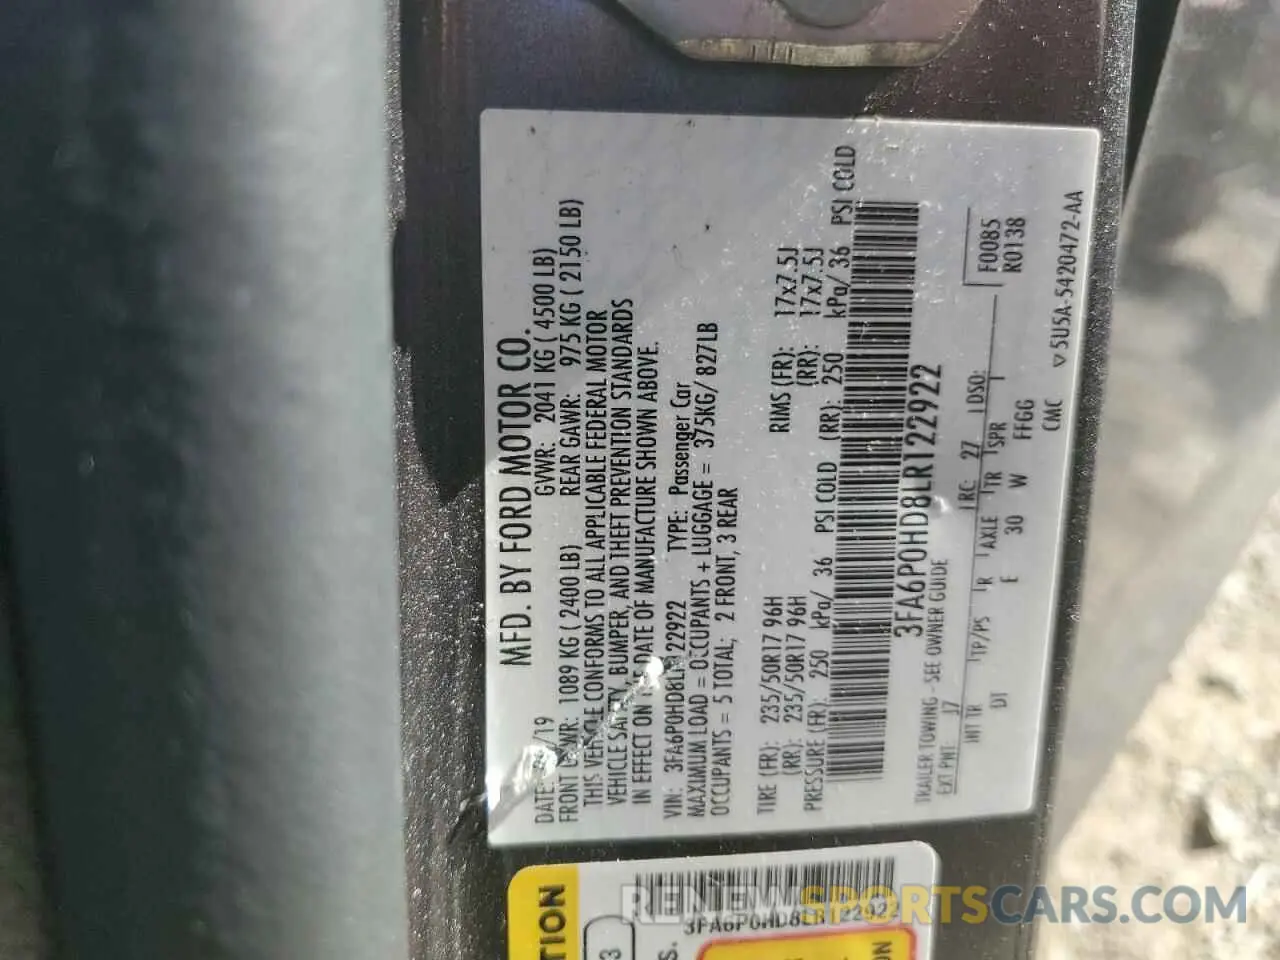 MFD. BY FORD MOTOR CO.
DATE: /19 GVWR: 2041 KG ( 4500 LB)
FRONT GAWR: 1089 KG ( 2400 LB) REAR GAWR: 975 KG ( 2150 LB)
THIS VEHICLE CONFORMS TO ALL APPLICABLE FEDERAL MOTOR
VEHICLE SAFETY, BUMPER, AND THEFT PREVENTION STANDARDS
IN EFFECT ON THE DATE OF MANUFACTURE SHOWN ABOVE.
VIN: 3FA6P0HD8LR122922 TYPE: Passenger Car
MAXIMUM LOAD = OCCUPANTS + LUGGAGE = 375KG/ 827LB
OCCUPANTS = 5 TOTAL; 2 FRONT, 3 REAR
TIRE (FR): 235/50R17 96H RIMS (FR): 17x7.5J
(RR): 235/50R17 96H (RR): 17x7.5J
PRESSURE (FR): 250 kPa/ 36 PSI COLD (RR): 250 kPa/ 36 PSI COLD
3FA6P0HD8LR122922
TRAILER TOWING - SEE OWNER GUIDE
EXT PNT: J7 RC: 27 DSO: F0085
INT TR TP/PS R AXLE TR SPR R0138
DI E 30 W FFGG
CMC ▽5U5A-5420472-AA
3FA6P0HD8LR122922
RENEWSPORTSCARS.COM